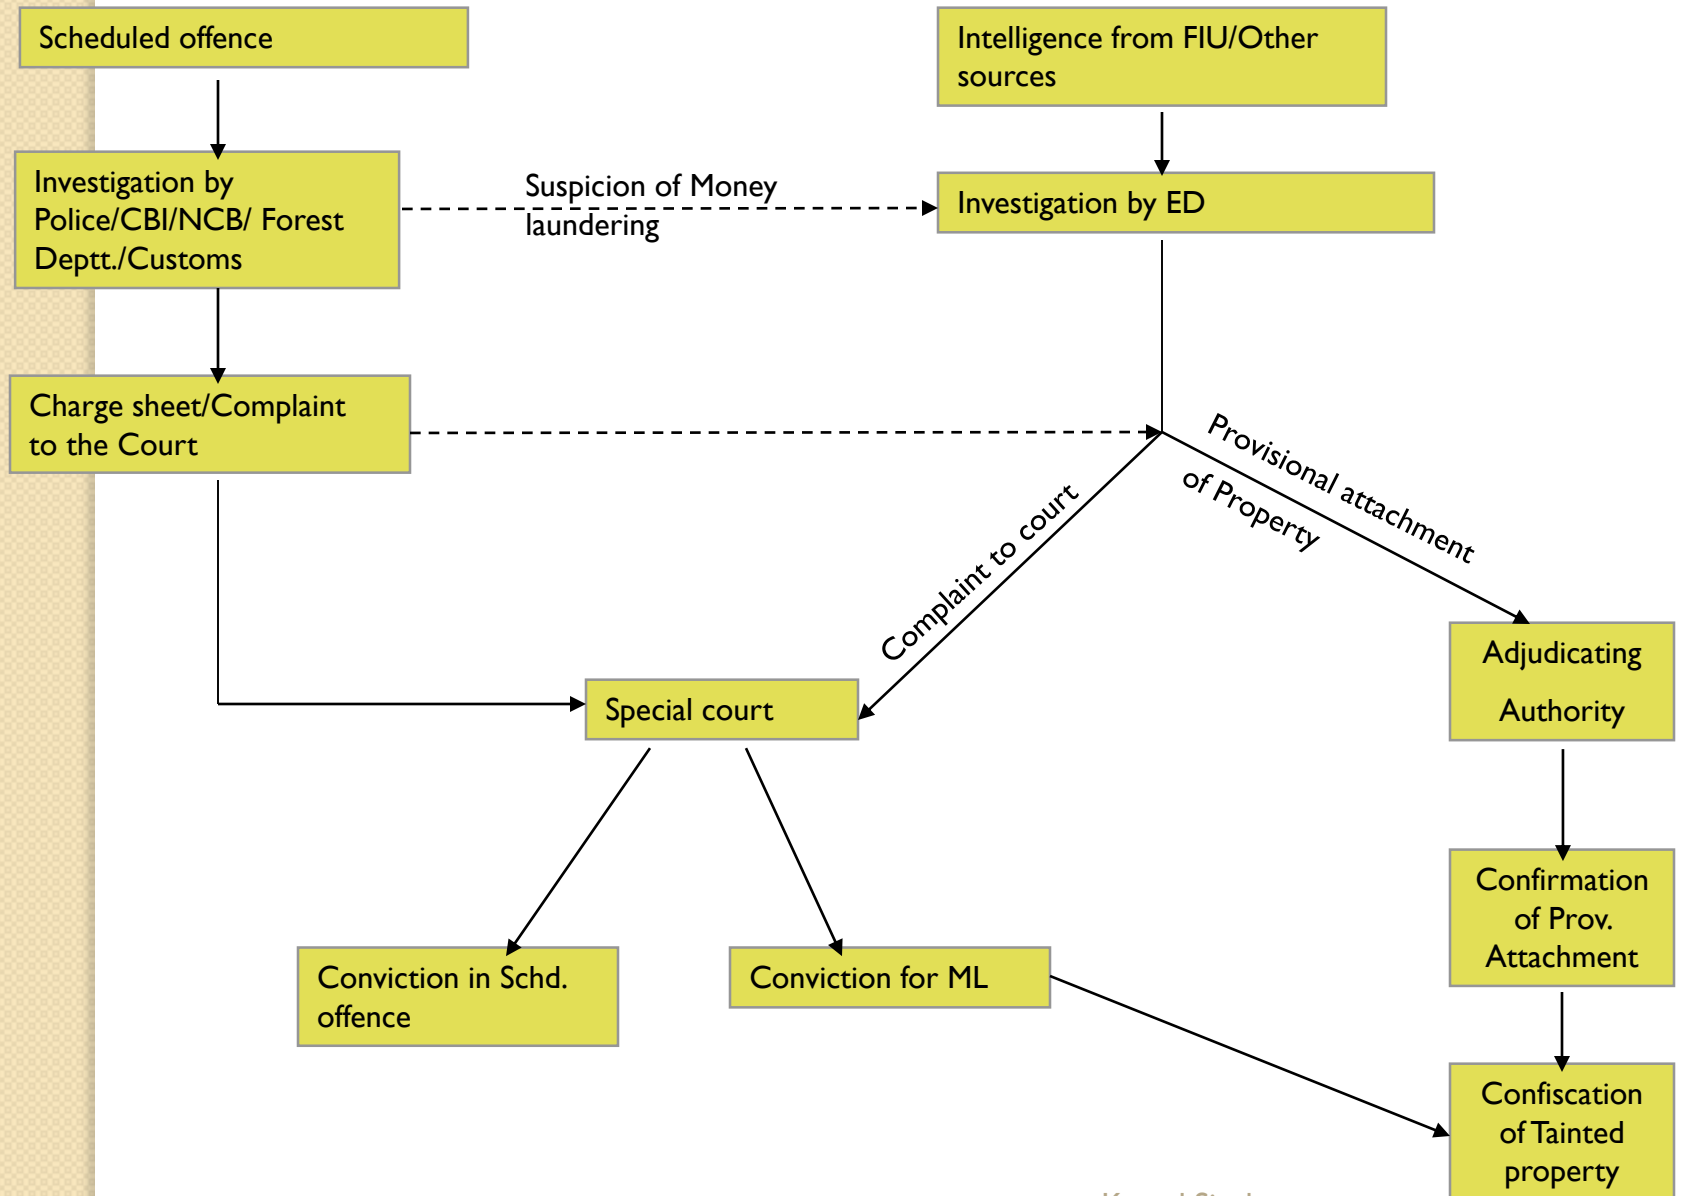 Scheduled offence
Intelligence from FIU/Other
sources
Investigation by
Police/CBI/NCB/ Forest
Deptt./Customs
Suspicion of Money
laundering
Investigation by ED
Charge sheet/Complaint
to the Court
Provisional attachment
of Property
Complaint to court
Adjudicating
Authority
Special court
Confirmation
of Prov.
Attachment
Conviction in Schd.
offence
Conviction for ML
Confiscation
of Tainted
property